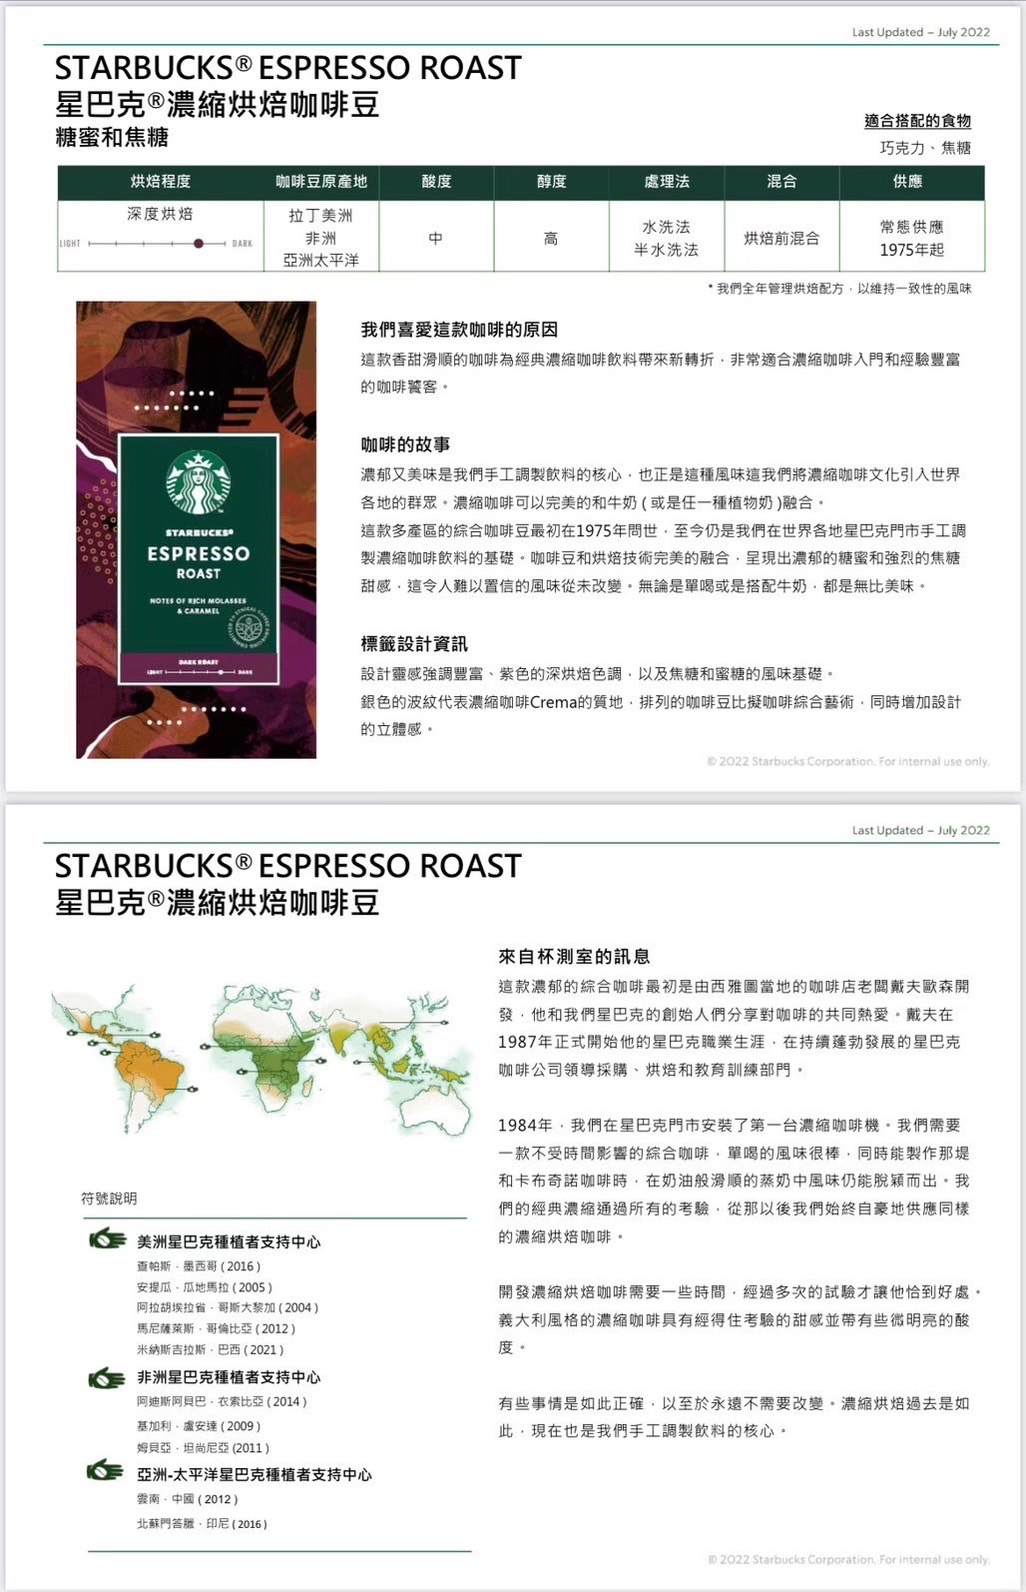 Last Updated – July 2022
STARBUCKS® ESPRESSO ROAST
星巴克®濃縮烘焙咖啡豆
糖蜜和焦糖
適合搭配的食物
巧克力、焦糖
烘焙程度 咖啡豆原產地 酸度 醇度 處理法 混合 供應
深度烘焙
LIGHT DARK
拉丁美洲
非洲
亞洲太平洋
中
高
水洗法
半水洗法
烘焙前混合
常態供應
1975年起
* 我們全年管理烘焙配方，以維持一致性的風味
STARBUCKS®
ESPRESSO
ROAST
NOTES OF RICH MOLASSES
& CARAMEL
DARK ROAST
LIGHT DARK
我們喜愛這款咖啡的原因
這款香甜滑順的咖啡為經典濃縮咖啡飲料帶來新轉折，非常適合濃縮咖啡入門和經驗豐富
的咖啡饕客。
咖啡的故事
濃郁又美味是我們手工調製飲料的核心，也正是這種風味這我們將濃縮咖啡文化引入世界
各地的群眾。濃縮咖啡可以完美的和牛奶 ( 或是任一種植物奶 )融合。
這款多產區的綜合咖啡豆最初在1975年問世，至今仍是我們在世界各地星巴克門市手工調
製濃縮咖啡飲料的基礎。咖啡豆和烘焙技術完美的融合，呈現出濃郁的糖蜜和強烈的焦糖
甜感，這令人難以置信的風味從未改變。無論是單喝或是搭配牛奶，都是無比美味。
標籤設計資訊
設計靈感強調豐富、紫色的深烘焙色調，以及焦糖和蜜糖的風味基礎。
銀色的波紋代表濃縮咖啡Crema的質地，排列的咖啡豆比擬咖啡綜合藝術，同時增加設計
的立體感。
© 2022 Starbucks Corporation. For internal use only.
Last Updated – July 2022
STARBUCKS® ESPRESSO ROAST
星巴克®濃縮烘焙咖啡豆
符號說明
美洲星巴克種植者支持中心
查帕斯，墨西哥 ( 2016 )
安提瓜，瓜地馬拉 ( 2005 )
阿拉胡埃拉省，哥斯大黎加 ( 2004 )
馬尼薩萊斯，哥倫比亞 ( 2012 )
米納斯吉拉斯，巴西 ( 2021 )
非洲星巴克種植者支持中心
阿迪斯阿貝巴，衣索比亞 ( 2014 )
基加利，盧安達 ( 2009 )
姆貝亞，坦尚尼亞 (2011 )
亞洲-太平洋星巴克種植者支持中心
雲南，中國 ( 2012 )
北蘇門答臘，印尼 ( 2016 )
來自杯測室的訊息
這款濃郁的綜合咖啡最初是由西雅圖當地的咖啡店老闆戴夫歐森開
發，他和我們星巴克的創始人們分享對咖啡的共同熱愛。戴夫在
1987年正式開始他的星巴克職業生涯，在持續蓬勃發展的星巴克
咖啡公司領導採購、烘焙和教育訓練部門。
1984年，我們在星巴克門市安裝了第一台濃縮咖啡機。我們需要
一款不受時間影響的綜合咖啡，單喝的風味很棒，同時能製作那堤
和卡布奇諾咖啡時，在奶油般滑順的蒸奶中風味仍能脫穎而出。我
們的經典濃縮通過所有的考驗，從那以後我們始終自豪地供應同樣
的濃縮烘焙咖啡。
開發濃縮烘焙咖啡需要一些時間，經過多次的試驗才讓他恰到好處。
義大利風格的濃縮咖啡具有經得住考驗的甜感並帶有些微明亮的酸
度。
有些事情是如此正確，以至於永遠不需要改變。濃縮烘焙過去是如
此，現在也是我們手工調製飲料的核心。
© 2022 Starbucks Corporation. For internal use only.